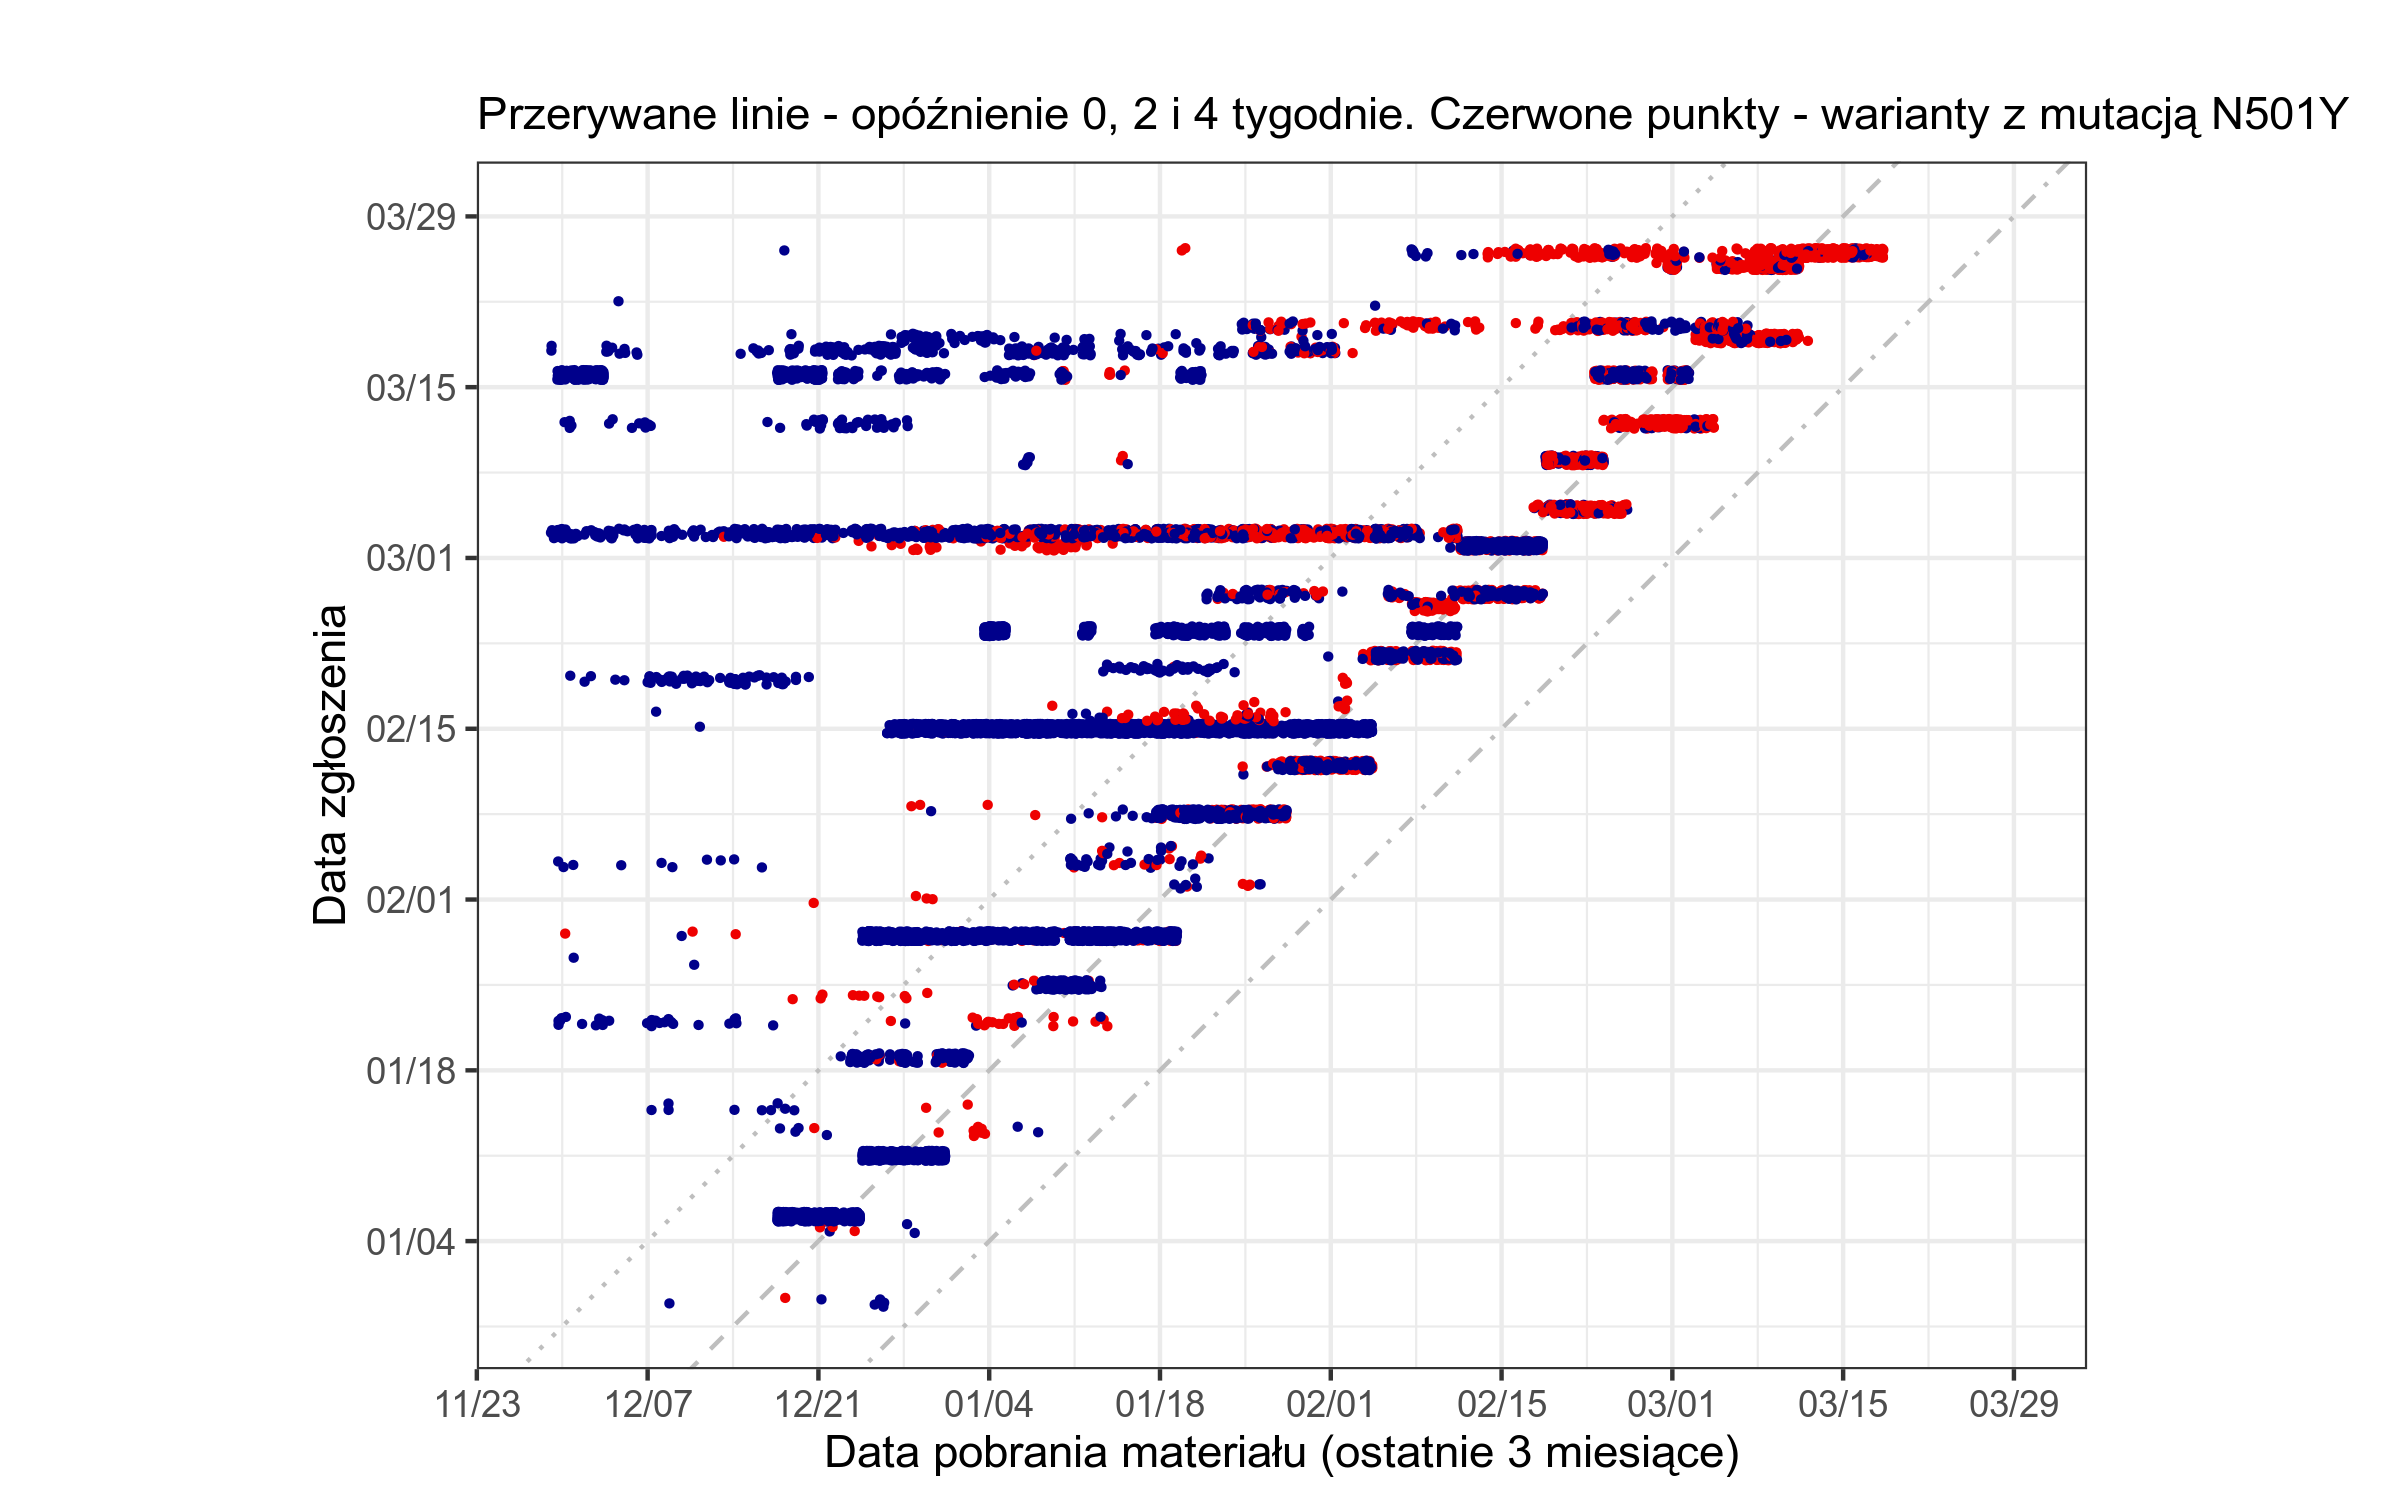 Przerywane linie - opóźnienie 0, 2 i 4 tygodnie. Czerwone punkty - warianty z mutacją N501Y
Data zgłoszenia
03/29
03/15
03/01
02/15
02/01
01/18
01/04
11/23 12/07 12/21 01/04 01/18 02/01 02/15 03/01 03/15 03/29
Data pobrania materiału (ostatnie 3 miesiące)